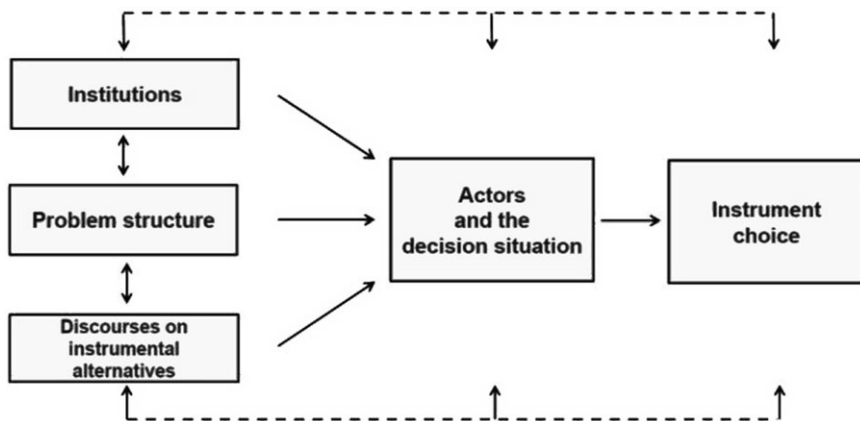 Institutions
Problem structure
Discourses on
instrumental
alternatives
Actors
and the
decision situation
Instrument
choice